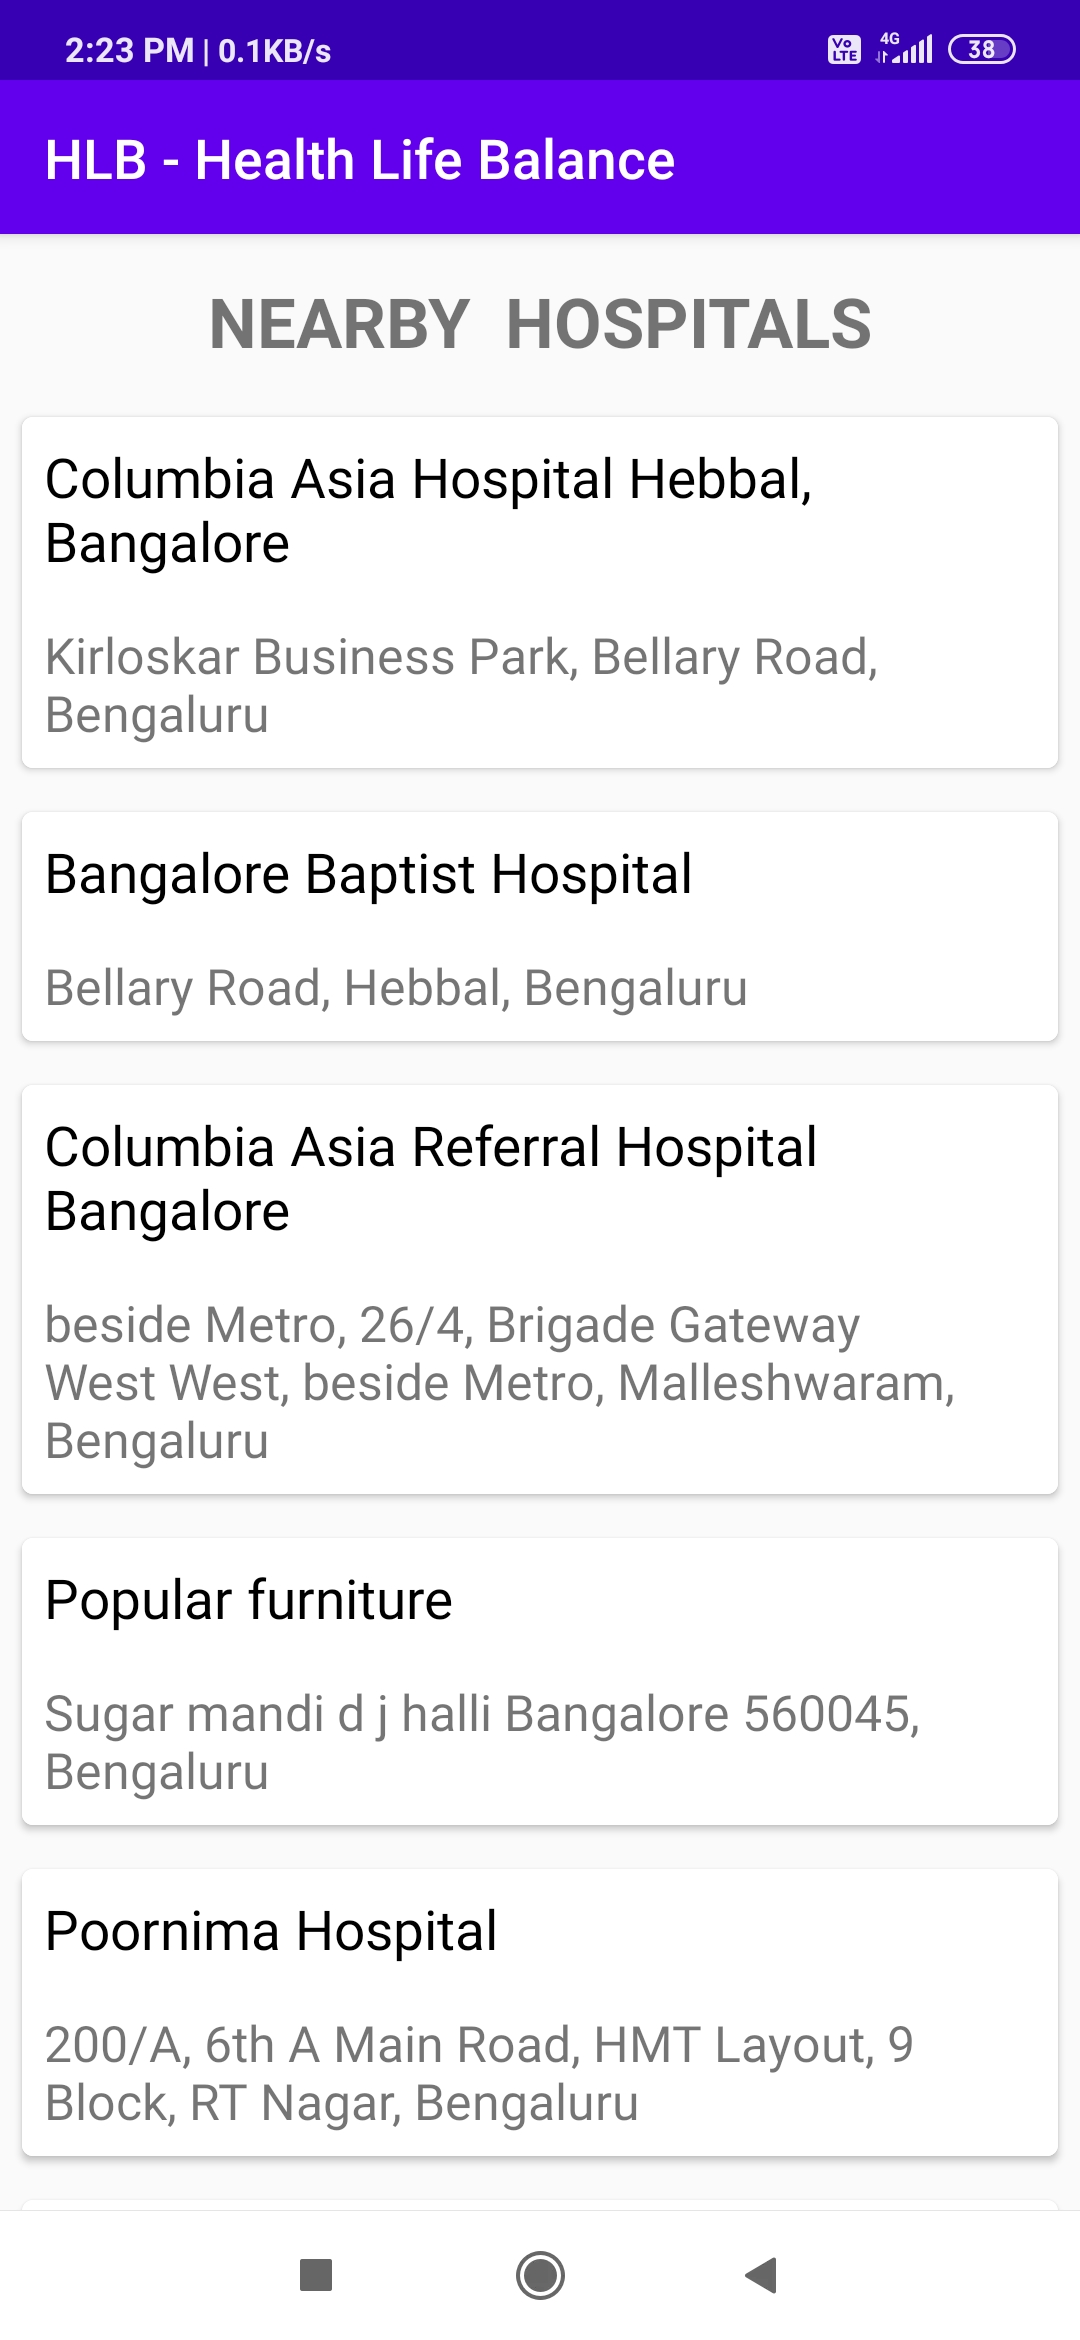 2:23 PM | 0.1KB/s
Vo LTE 4G 38
HLB - Health Life Balance
NEARBY HOSPITALS
Columbia Asia Hospital Hebbal,
Bangalore
Kirloskar Business Park, Bellary Road,
Bengaluru
Bangalore Baptist Hospital
Bellary Road, Hebbal, Bengaluru
Columbia Asia Referral Hospital
Bangalore
beside Metro, 26/4, Brigade Gateway
West West, beside Metro, Malleshwaram,
Bengaluru
Popular furniture
Sugar mandi d j halli Bangalore 560045,
Bengaluru
Poornima Hospital
200/A, 6th A Main Road, HMT Layout, 9
Block, RT Nagar, Bengaluru